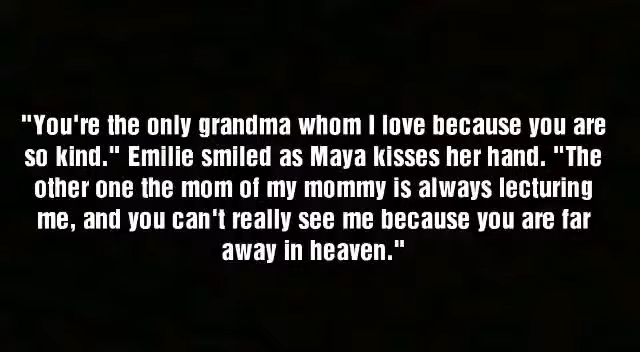 "You're the only grandma whom I love because you are
so kind." Emilie smiled as Maya kisses her hand. "The
other one the mom of my mommy is always lecturing
me, and you can't really see me because you are far
away in heaven."